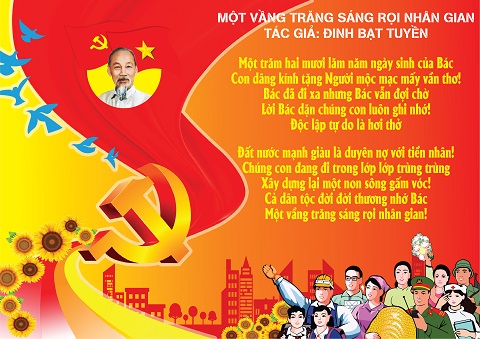 MỘT VẦNG TRĂNG SÁNG RỌI NHÂN GIAN
TÁC GIẢ: ĐINH BẠT TUYỀN
Một trăm hai mươi lăm năm ngày sinh của Bác
Con dâng kính tặng Người mộc mạc mấy vần thơ!
Bác đã đi xa nhưng Bác vẫn đợi chờ
Lời Bác dặn chúng con luôn ghi nhớ!
Độc lập tự do là hơi thở
Đất nước mạnh giàu là duyên nợ với tiền nhân!
Chúng con đang đi trong lớp lớp trùng trùng
Xây dựng lại một non sông gấm vóc!
Cả dân tộc đời đời thương nhớ Bác
Một vầng trăng sáng rọi nhân gian!